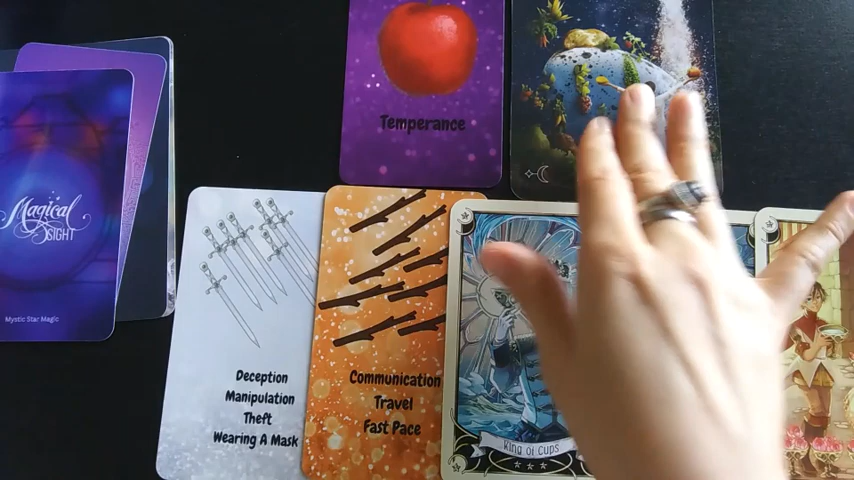 Temperance
Magical
SIGHT
Mystic Star Magic
Deception
Manipulation
Theft
Wearing A Mask
Communication
Travel
Fast Pace
King of Cups